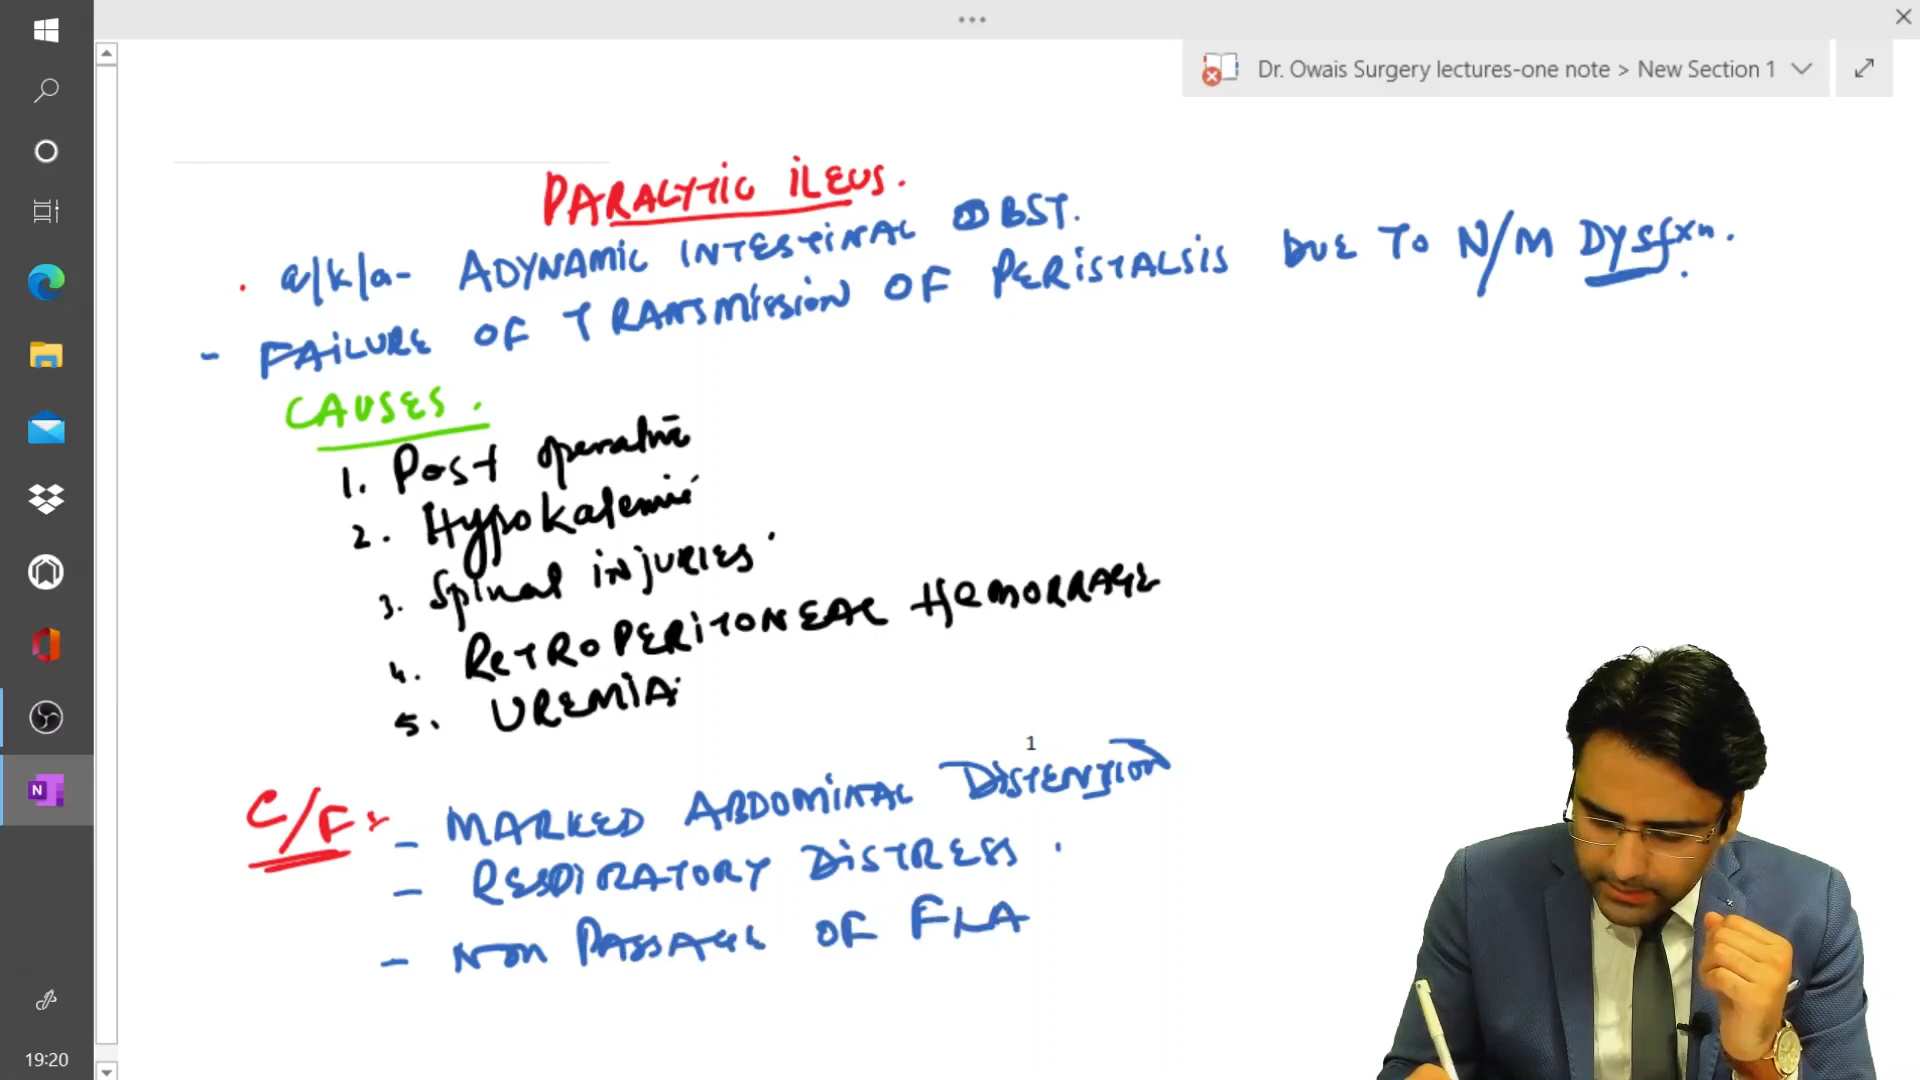 Dr. Owais Surgery lectures-one note > New Section 1
PARALYTIC ILEUS.
a/k/a- ADYNAMIC INTESTINAL OBST.
- FAILURE OF TRANSMISSION OF PERISTALSIS DUE TO N/M DYSfxn.
CAUSES.
1. Post operative
2. Hypokalemia
3. Spinal injuries.
4. RETROPERITONEAL HEMORRAGE
5. UREMIA
1
C/F:
- MARKED ABDOMINAL DISTENTION
- RESPIRATORY DISTRESS.
- NON PASSAGE OF FLA
N
19:20